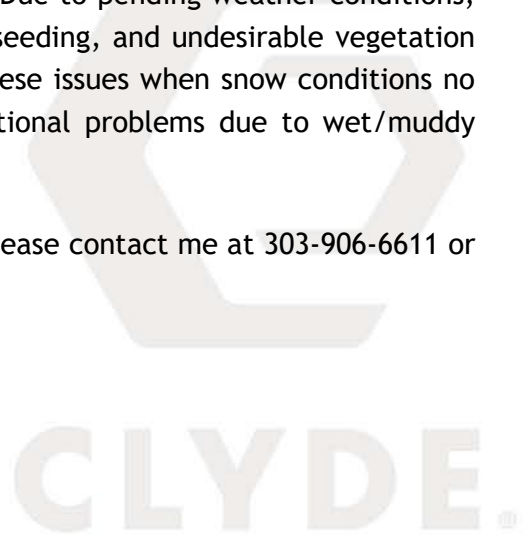 Due to pending weather conditions,
seeding, and undesirable vegetation
ese issues when snow conditions no
tional problems due to wet/muddy
ease contact me at 303-906-6611 or
CLYDE®